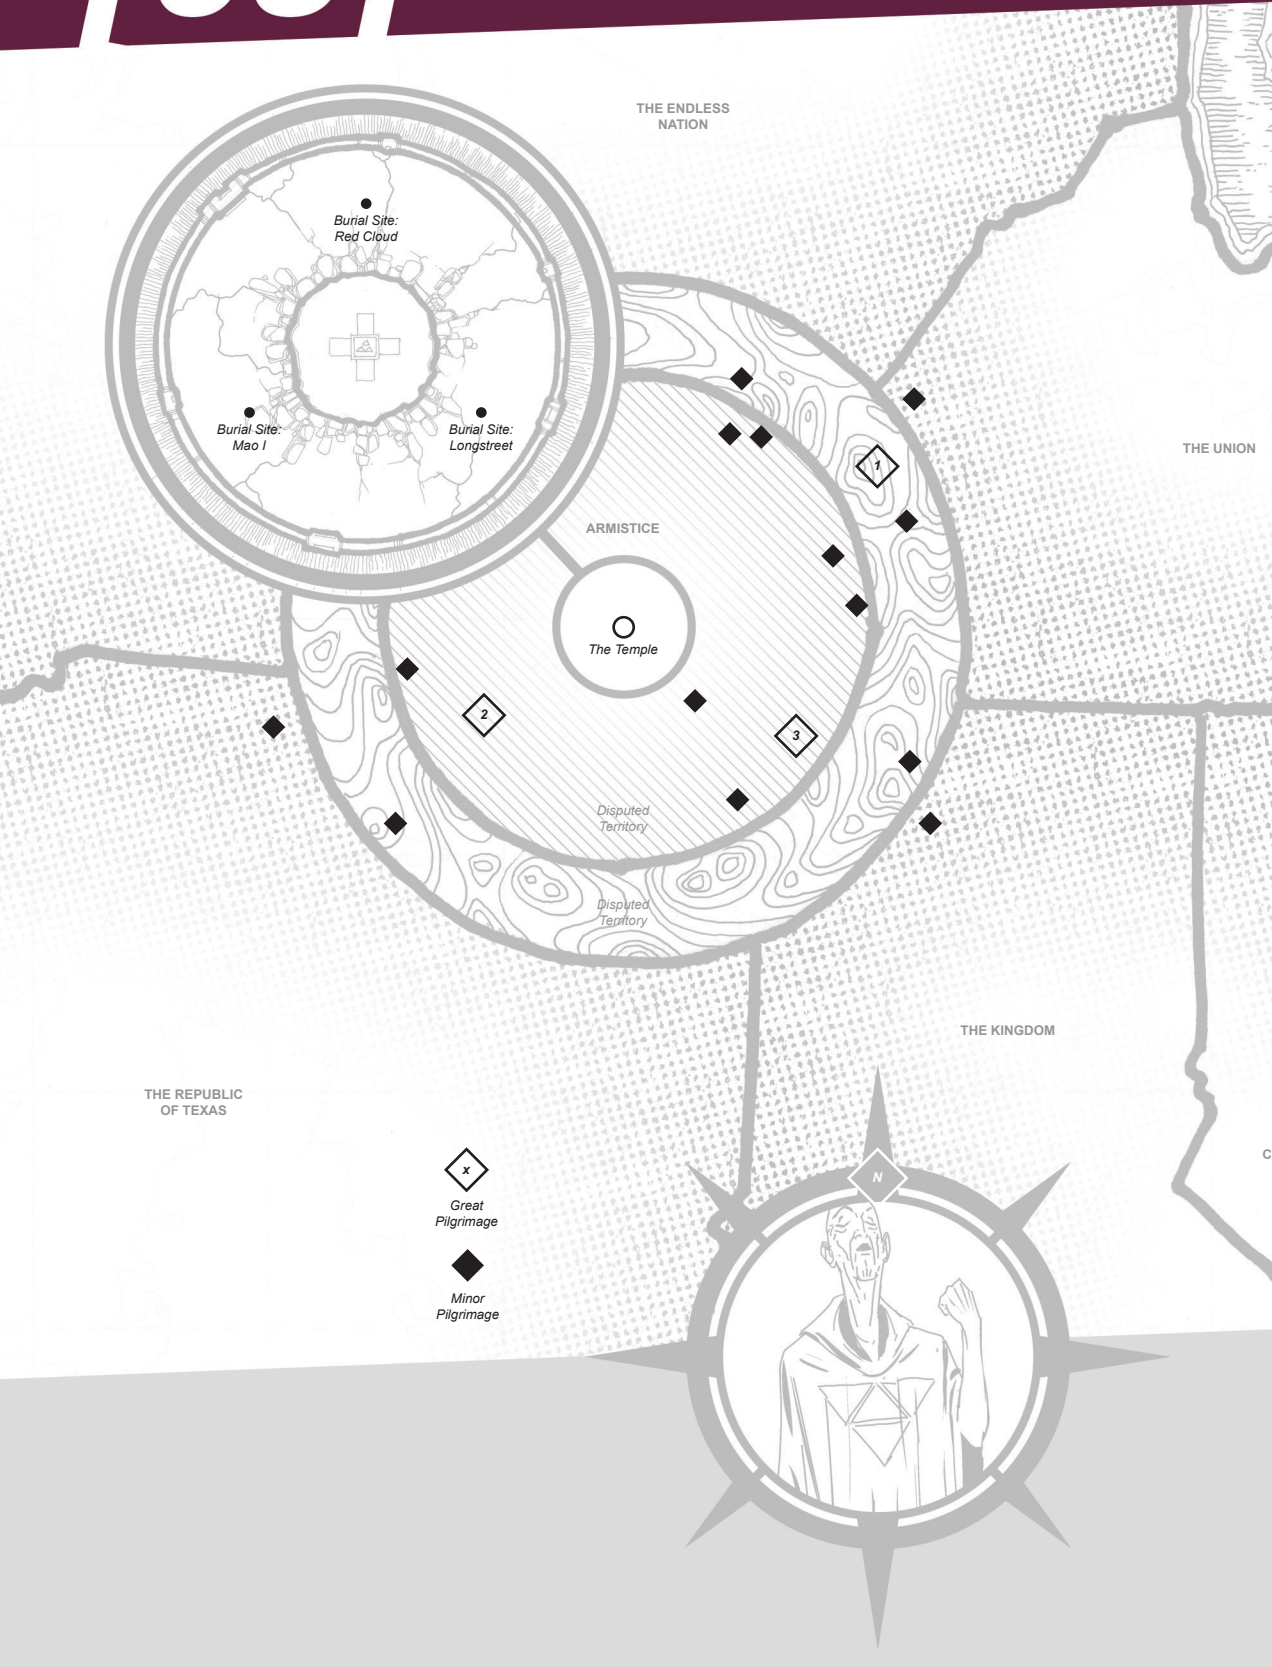 THE ENDLESS
NATION
Burial Site:
Red Cloud
Burial Site:
Mao I
Burial Site:
Longstreet
THE UNION
1
ARMISTICE
The Temple
2
3
Disputed
Territory
Disputed
Territory
THE KINGDOM
THE REPUBLIC
OF TEXAS
x
Great
Pilgrimage
N
Minor
Pilgrimage
C